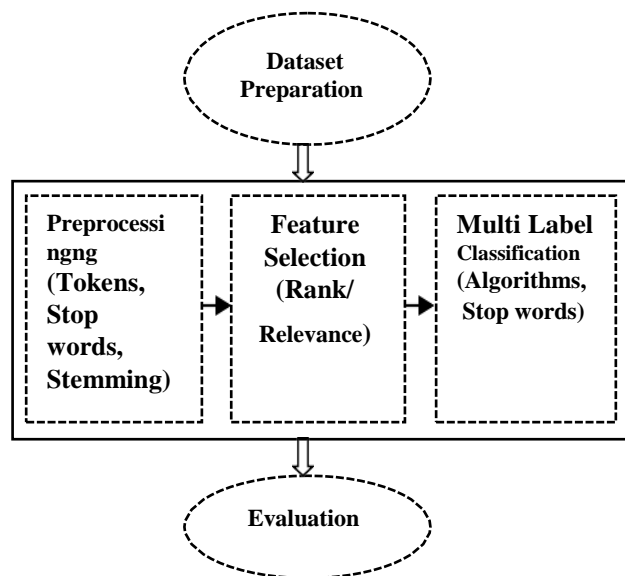 Dataset
Preparation
Preprocessi
ngng
(Tokens,
Stop
words,
Stemming)
Feature
Selection
(Rank/
Relevance)
Multi Label
Classification
(Algorithms,
Stop words)
Evaluation